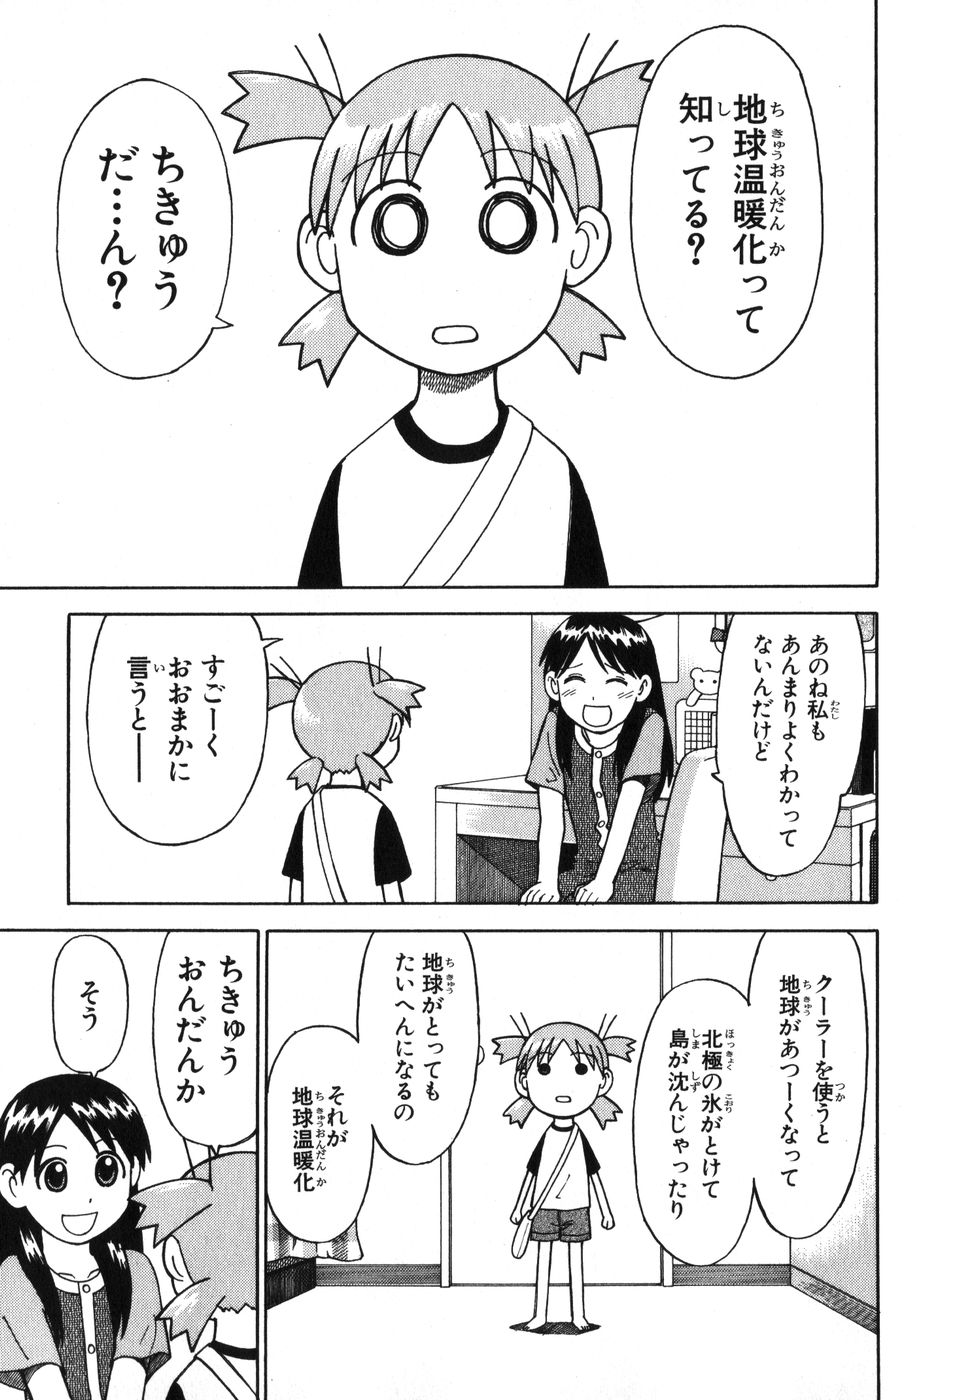 地球温暖化って
知ってる?
ちきゅう
だ…ん?
あのね私も
あんまりよくわかって
ないんだけど
すごーく
おおまかに
言うと――
クーラーを使うと
地球があつーくなって
北極の氷がとけて
島が沈んじゃったり
地球がとっても
たいへんになるの
それが
地球温暖化
ちきゅう
おんだんか
そう